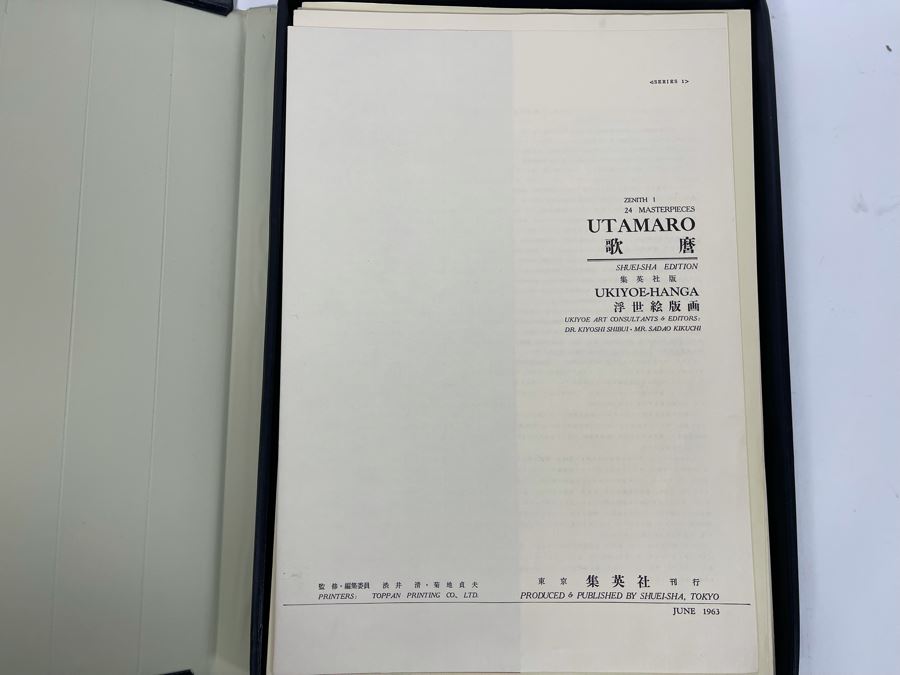 <SERIES 1>
ZENITH 1
24 MASTERPIECES
UTAMARO
歌麿
SHUEI-SHA EDITION
集英社版
UKIYOE-HANGA
浮世絵版画
UKIYOE ART CONSULTANTS & EDITORS:
DR. KIYOSHI SHIBUI・MR. SADAO KIKUCHI
監修・編集委員 渋井 清・菊地貞夫
PRINTERS: TOPPAN PRINTING CO., LTD.
東京 集英社 刊行
PRODUCED & PUBLISHED BY SHUEI-SHA, TOKYO
JUNE 1963